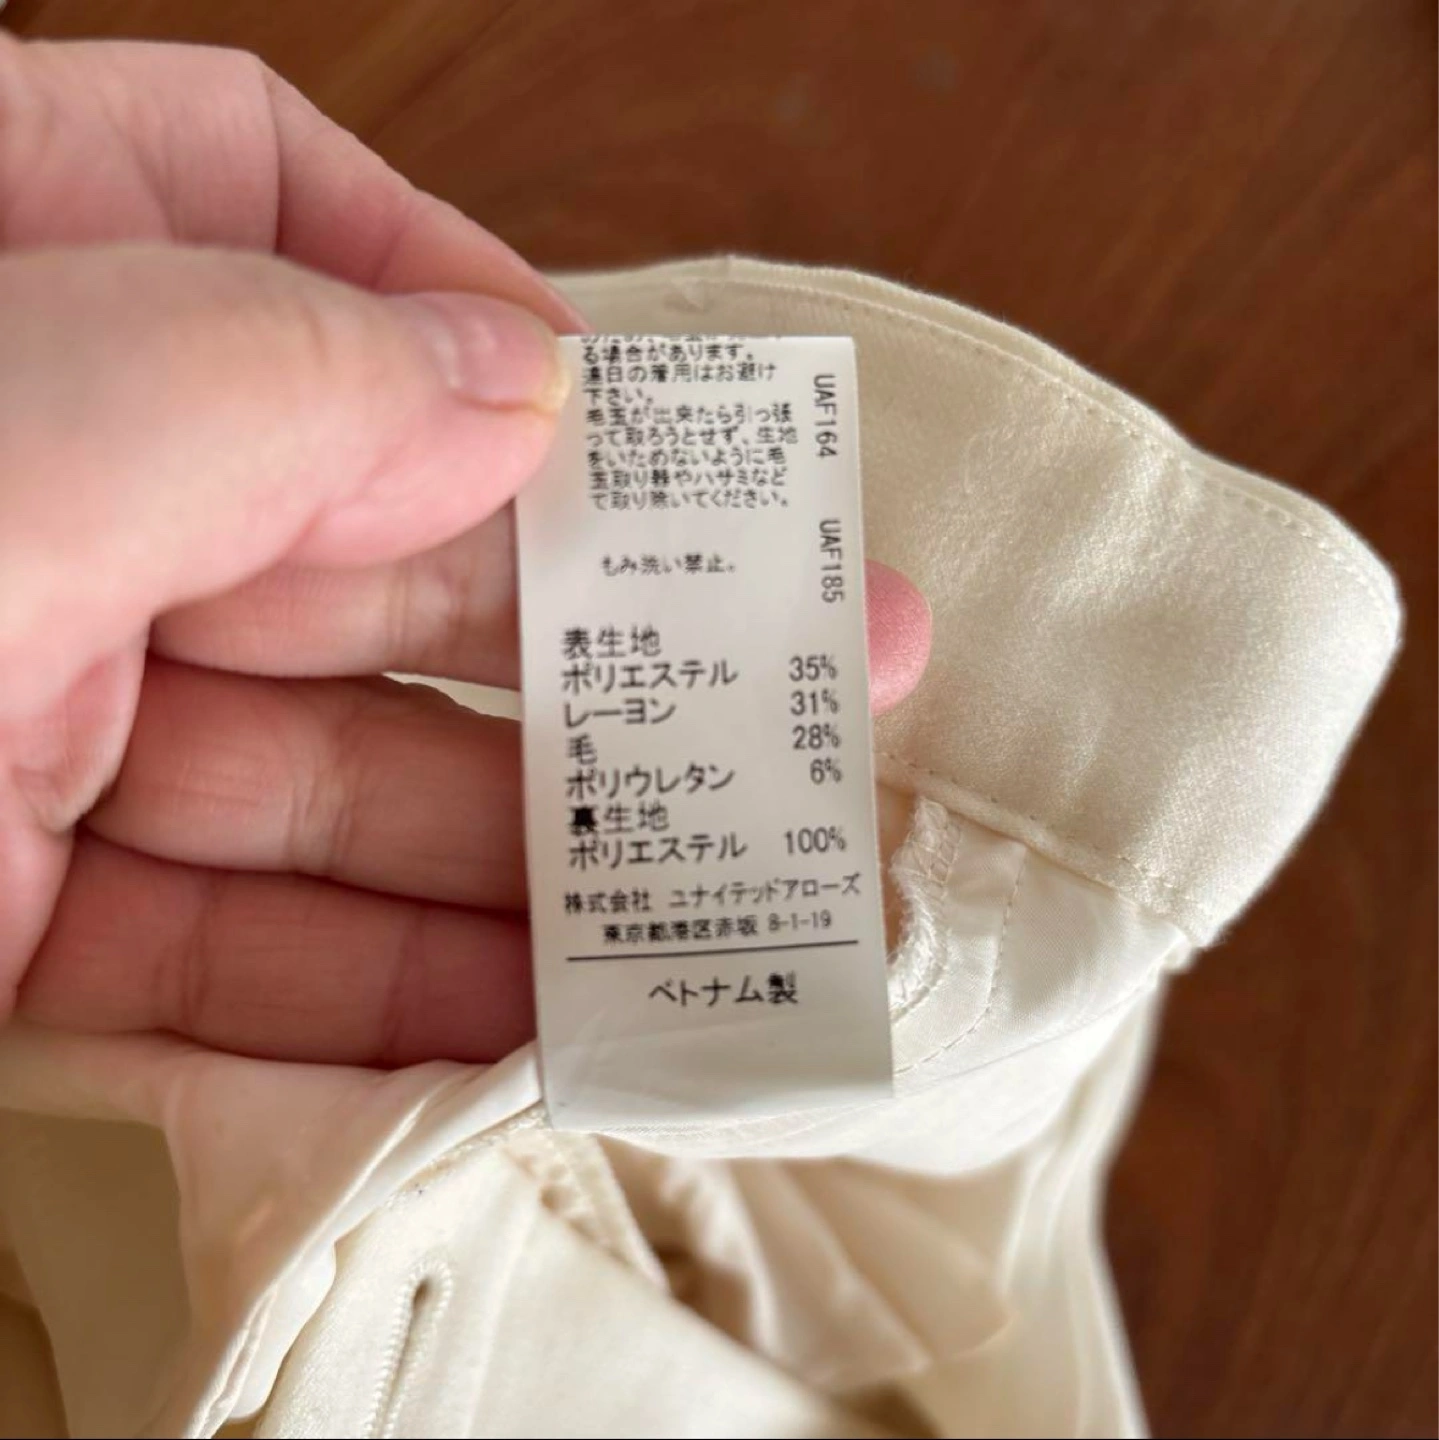 る場合があります。
連日の着用はお避け
下さい。
毛玉が出来たら引っ張
って取ろうとせず、生地
をいためないように毛
玉取り器やハサミなど
で取り除いてください。
UAF164
UAF185
もみ洗い禁止。
表生地
ポリエステル 35%
レーヨン 31%
毛 28%
ポリウレタン 6%
裏生地
ポリエステル 100%
株式会社 ユナイテッドアローズ
東京都港区赤坂 8-1-19
ベトナム製